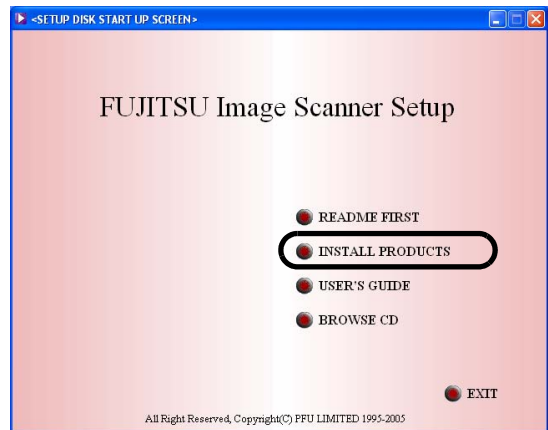 <SETUP DISK START UP SCREEN>
FUJITSU Image Scanner Setup
README FIRST
INSTALL PRODUCTS
USER'S GUIDE
BROWSE CD
EXIT
All Right Reserved, Copyright(C) PFU LIMITED 1995-2005